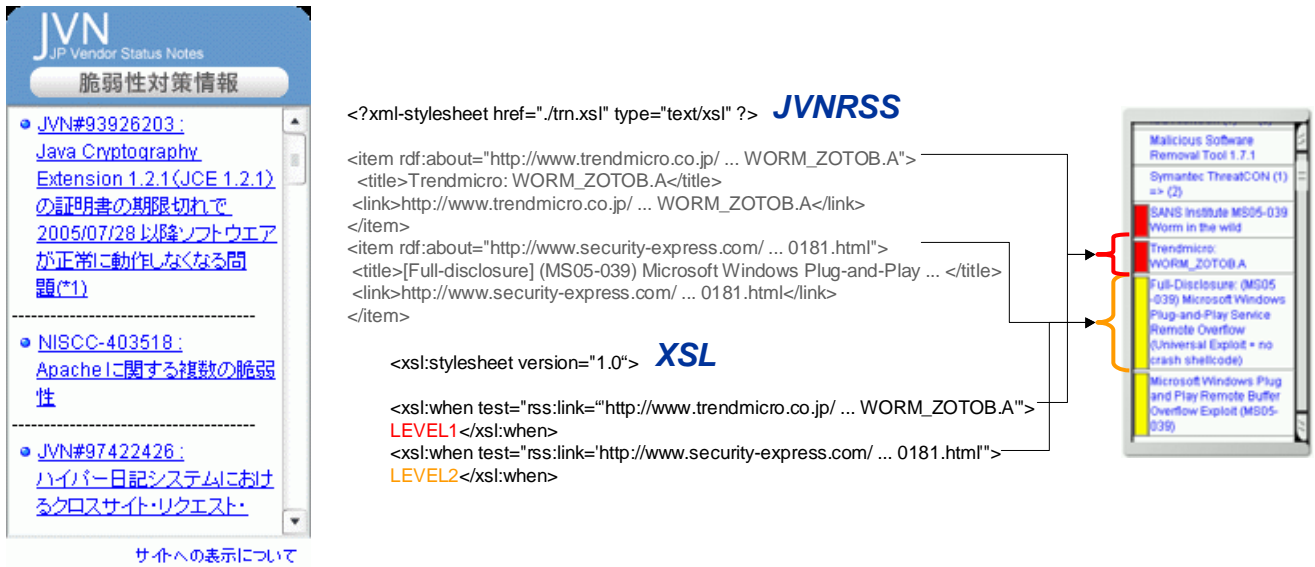 JVN
JP Vendor Status Notes
脆弱性対策情報
JVN#93926203 :
Java Cryptography
Extension 1.2.1(JCE 1.2.1)
の証明書の期限切れで
2005/07/28 以降ソフトウエア
が正常に動作しなくなる問
題(*1)
NISCC-403518 :
Apacheに関する複数の脆弱
性
JVN#97422426 :
ハイパー日記システムにおけ
るクロスサイト・リクエスト・
サイトへの表示について
<?xml-stylesheet href="./trn.xsl" type="text/xsl" ?> JVNRSS
<item rdf:about="http://www.trendmicro.co.jp/ ... WORM_ZOTOB.A">
<title>Trendmicro: WORM_ZOTOB.A</title>
<link>http://www.trendmicro.co.jp/ ... WORM_ZOTOB.A</link>
</item>
<item rdf:about="http://www.security-express.com/ ... 0181.html">
<title>[Full-disclosure] (MS05-039) Microsoft Windows Plug-and-Play ... </title>
<link>http://www.security-express.com/ ... 0181.html</link>
</item>
<xsl:stylesheet version="1.0“> XSL
<xsl:when test="rss:link=“'http://www.trendmicro.co.jp/ ... WORM_ZOTOB.A'">
LEVEL1</xsl:when>
<xsl:when test="rss:link='http://www.security-express.com/ ... 0181.html'">
LEVEL2</xsl:when>
Malicious Software
Removal Tool 1.7.1
Symantec ThreatCON (1)
=> (2)
SANS Institute MS05-039
Worm in the wild
Trendmicro:
WORM_ZOTOB.A
Full-Disclosure: (MS05
-039) Microsoft Windows
Plug-and-Play Service
Remote Overflow
(Universal Exploit + no
crash shellcode)
Microsoft Windows Plug
and Play Remote Buffer
Overflow Exploit (MS05-
039)